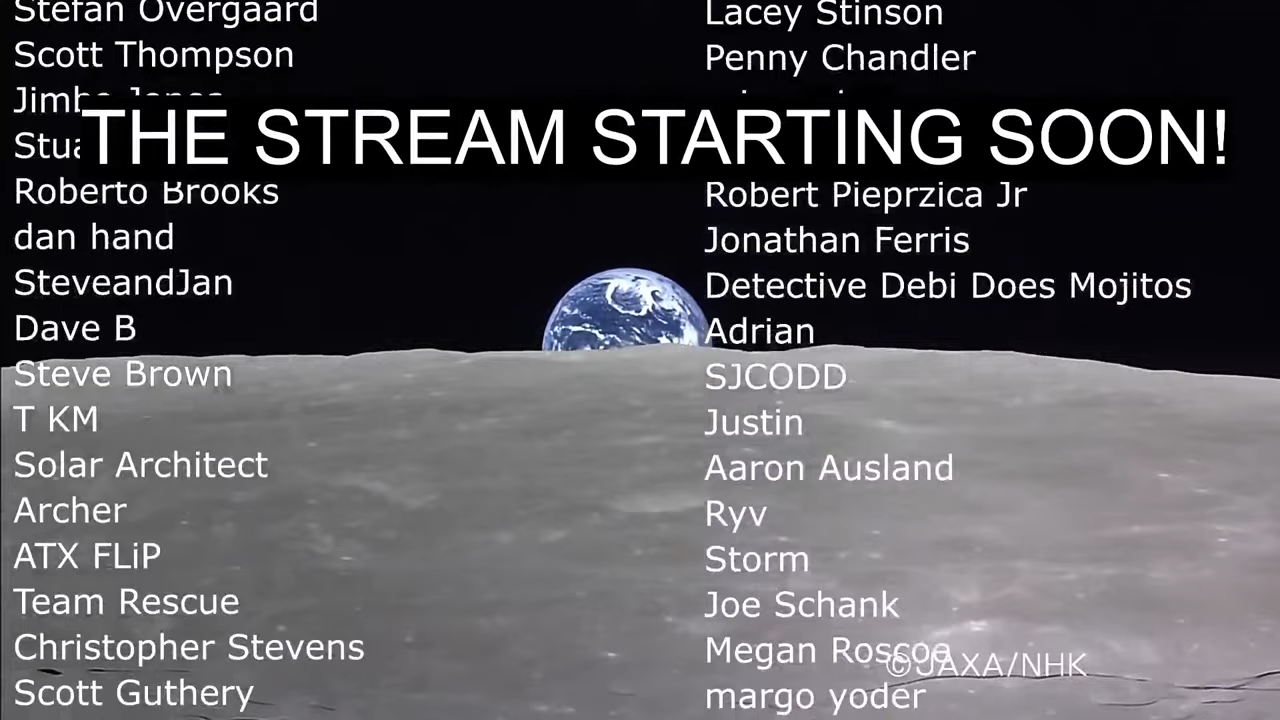 Stefan Overgaard
Scott Thompson
THE STREAM STARTING SOON!
Roberto Brooks
dan hand
SteveandJan
Dave B
Steve Brown
T KM
Solar Architect
Archer
ATX FLiP
Team Rescue
Christopher Stevens
Scott Guthery
Lacey Stinson
Penny Chandler
Robert Pieprzica Jr
Jonathan Ferris
Detective Debi Does Mojitos
Adrian
SJCODD
Justin
Aaron Ausland
Ryv
Storm
Joe Schank
Megan Roscoe
©JAXA/NHK
margo yoder